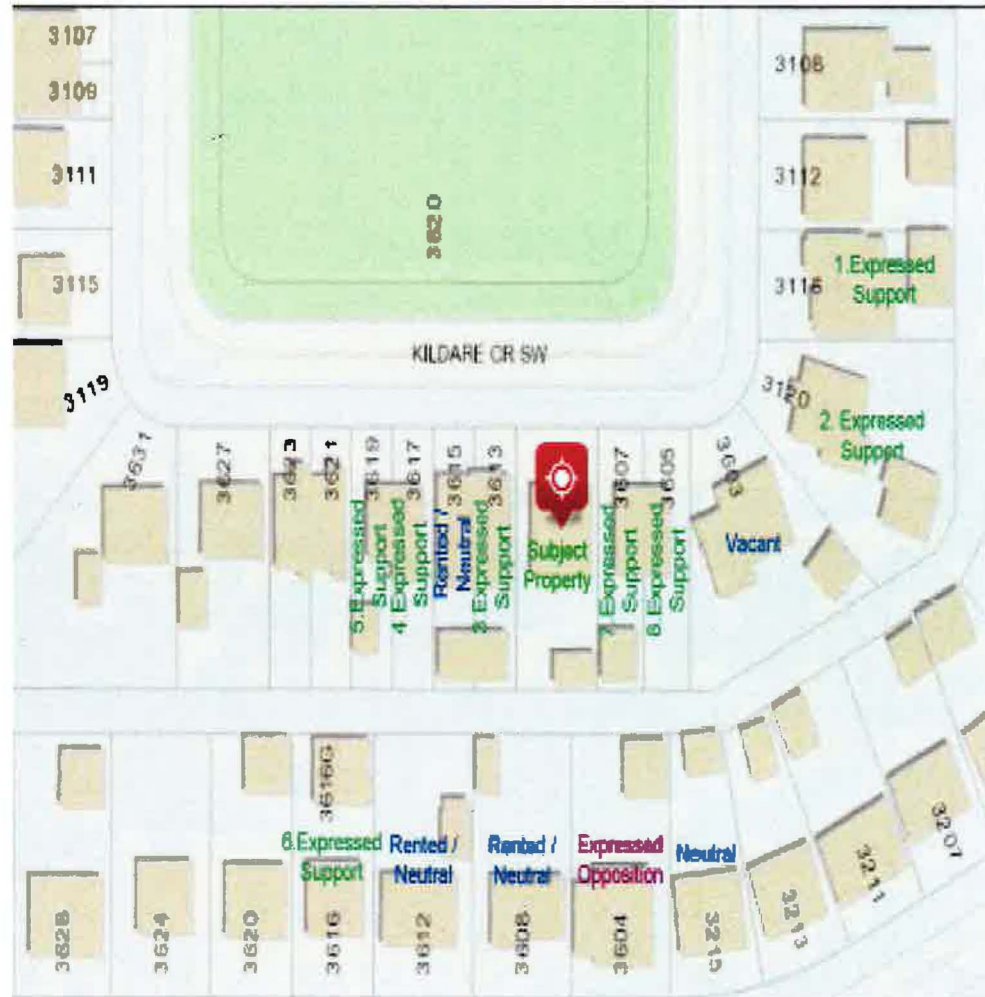 3107
3109
3111
3115
3119
3620
3108
3112
3116
1.Expressed
Support
KILDARE CR SW
3120
2. Expressed
Support
3631
3627
3621
3619
3617
3615
3613
3607
3605
3603
5.Expressed
Support
4.Expressed
Support
Rented /
Neutral
3.Expressed
Support
Subject
Property
7.Expressed
Support
8.Expressed
Support
Vacant
3616G
6.Expressed
Support
Rented /
Neutral
Rented /
Neutral
Expressed
Opposition
Neutral
3628
3624
3620
3616
3612
3608
3604
3215
3213
3211
3207